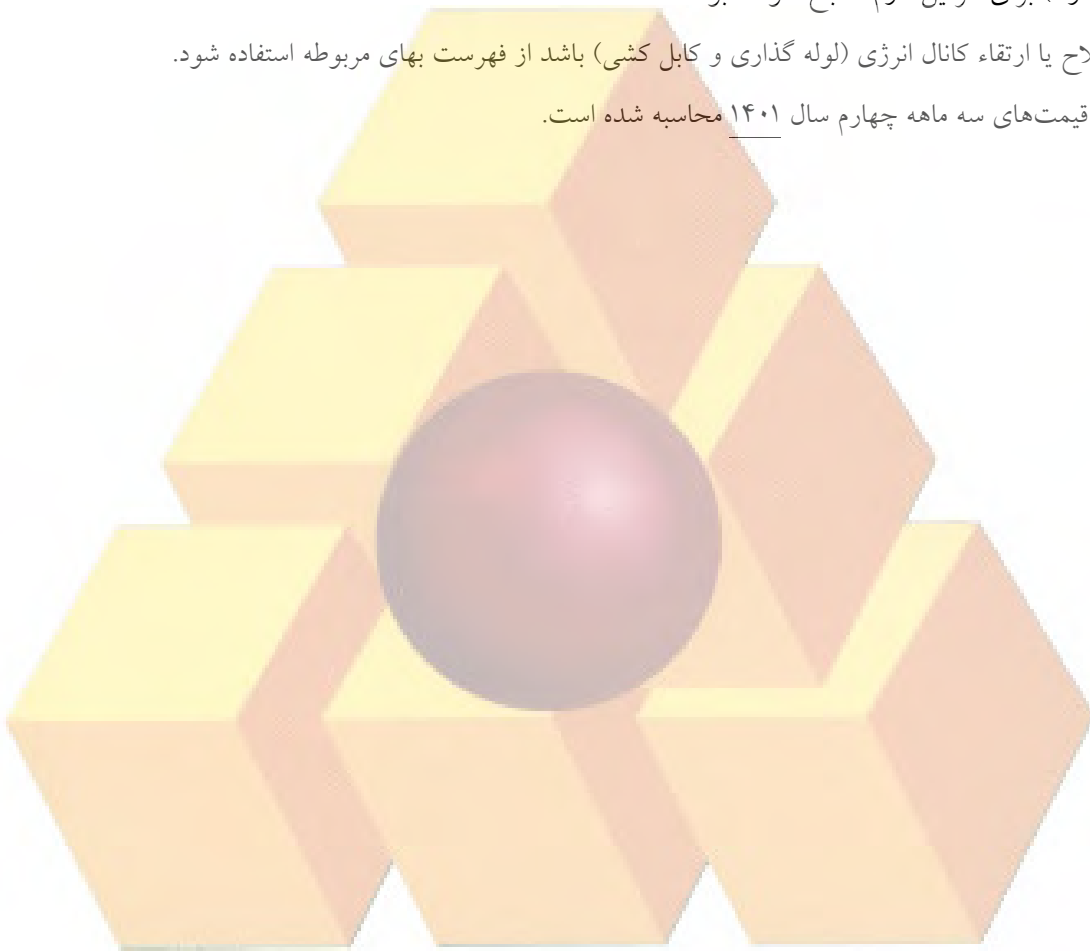 یا ارتقاء کانال انرژی (لوله گذاری و کابل کشی) باشد از فهرست بهای مربوطه استفاده شود.
قیمت‌های سه ماهه چهارم سال ۱۴۰۱ محاسبه شده است.